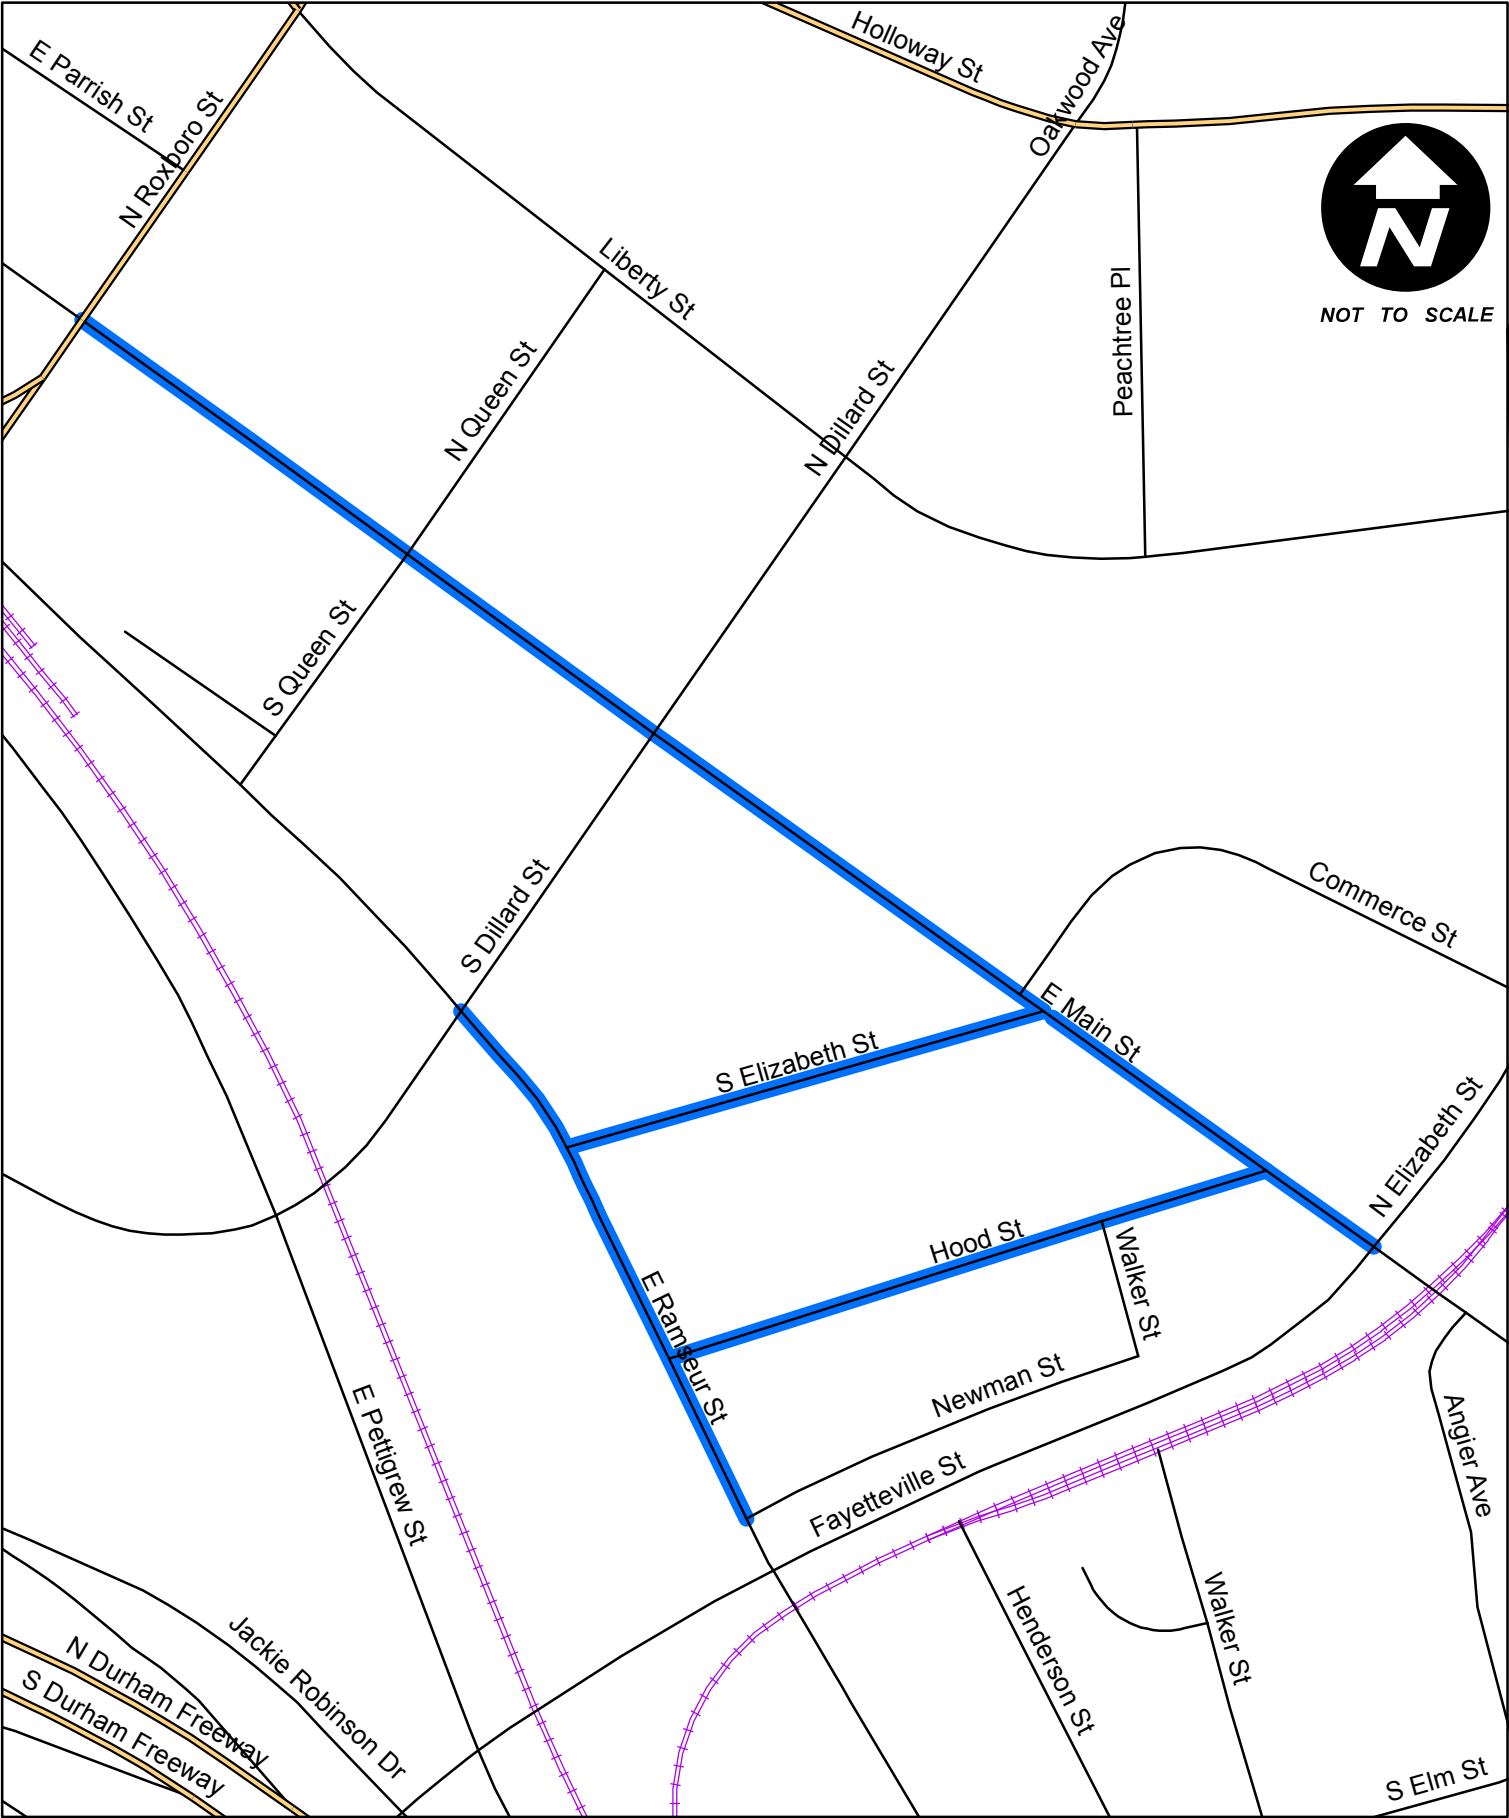 Holloway St
Oakwood Ave
E Parrish St
N Roxboro St
N
NOT TO SCALE
Liberty St
Peachtree Pl
N Queen St
N Dillard St
S Queen St
S Dillard St
Commerce St
E Main St
S Elizabeth St
N Elizabeth St
Hood St
Walker St
E Ramseur St
Newman St
E Pettigrew St
Fayetteville St
Angier Ave
Henderson St
Walker St
Jackie Robinson Dr
N Durham Freeway
S Durham Freeway
S Elm St